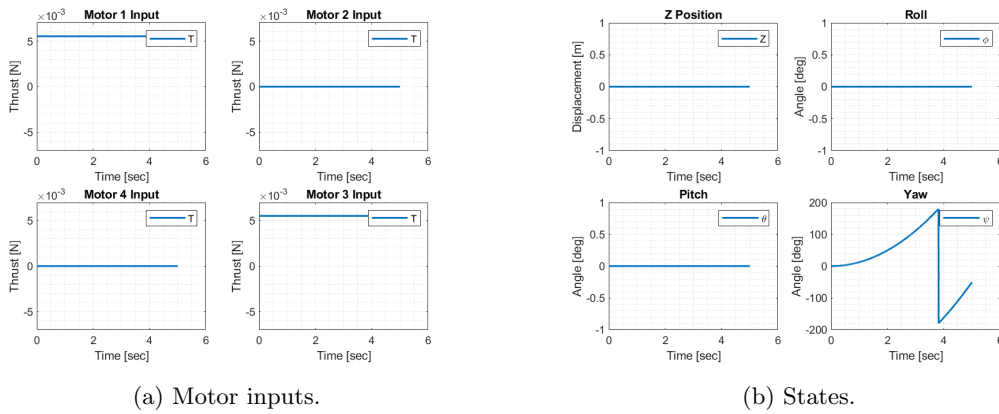 Motor 1 Input
×10⁻³
5
0
-5
Thrust [N]
0 2 4 6
Time [sec]
T
Motor 2 Input
×10⁻³
5
0
-5
Thrust [N]
0 2 4 6
Time [sec]
T
Motor 4 Input
×10⁻³
5
0
-5
Thrust [N]
0 2 4 6
Time [sec]
T
Motor 3 Input
×10⁻³
5
0
-5
Thrust [N]
0 2 4 6
Time [sec]
T
(a) Motor inputs.
Z Position
1
0.5
0
-0.5
-1
Displacement [m]
0 2 4 6
Time [sec]
Z
Roll
1
0.5
0
-0.5
-1
Angle [deg]
0 2 4 6
Time [sec]
ϕ
Pitch
1
0.5
0
-0.5
-1
Angle [deg]
0 2 4 6
Time [sec]
θ
Yaw
200
100
0
-100
-200
Angle [deg]
0 2 4 6
Time [sec]
ψ
(b) States.